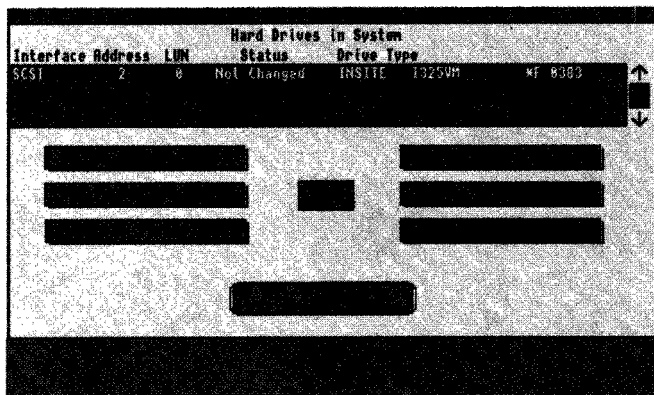 Hard Drives in System
Interface Address LUN Status Drive Type
SCSI 2 0 Not Changed INSITE I325VM *F 0383